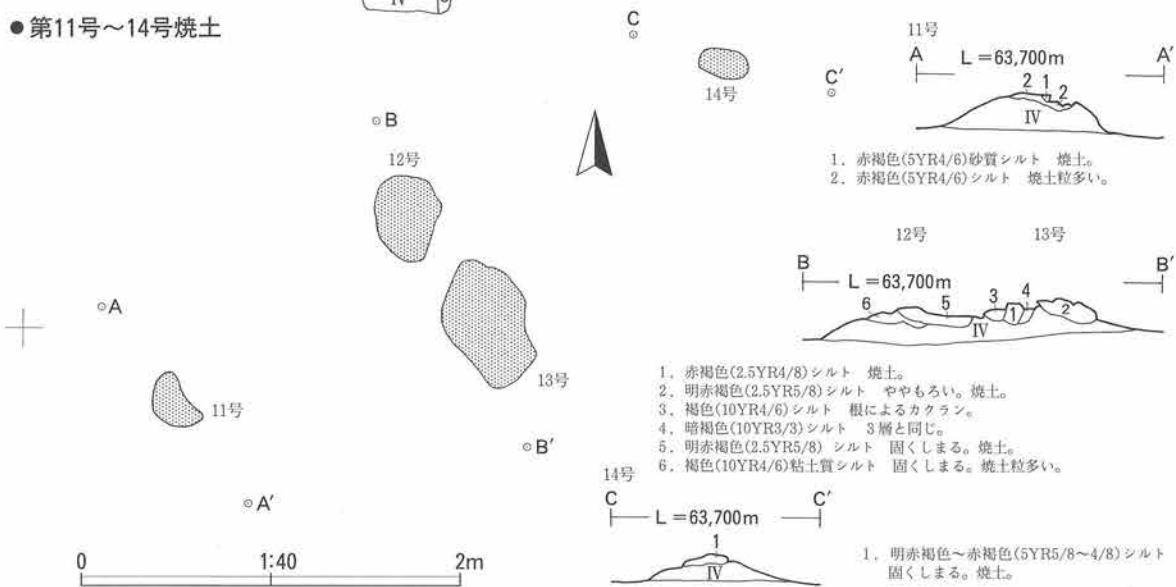 IV
●第11号～14号焼土
C
14号
C′
B
12号
A
13号
11号
B′
A′
0 1:40 2m
11号
A A′
L＝63,700m
2 1 2
IV
1．赤褐色(5YR4/6)砂質シルト　焼土。
2．赤褐色(5YR4/6)シルト　焼土粒多い。
12号 13号
B B′
L＝63,700m
6 5 3 1 4 2
IV
1．赤褐色(2.5YR4/8)シルト　焼土。
2．明赤褐色(2.5YR5/8)シルト　ややもろい。焼土。
3．褐色(10YR4/6)シルト　根によるカクラン。
4．暗褐色(10YR3/3)シルト　3層と同じ。
5．明赤褐色(2.5YR5/8) シルト　固くしまる。焼土。
6．褐色(10YR4/6)粘土質シルト　固くしまる。焼土粒多い。
14号
C C′
L＝63,700m
1
IV
1．明赤褐色～赤褐色(5YR5/8～4/8)シルト
固くしまる。焼土。